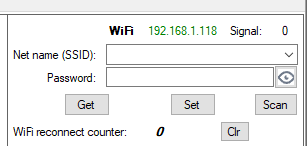 WiFi 192.168.1.118 Signal: 0
Net name (SSID):
Password:
Get Set Scan
WiFi reconnect counter: 0 Clr